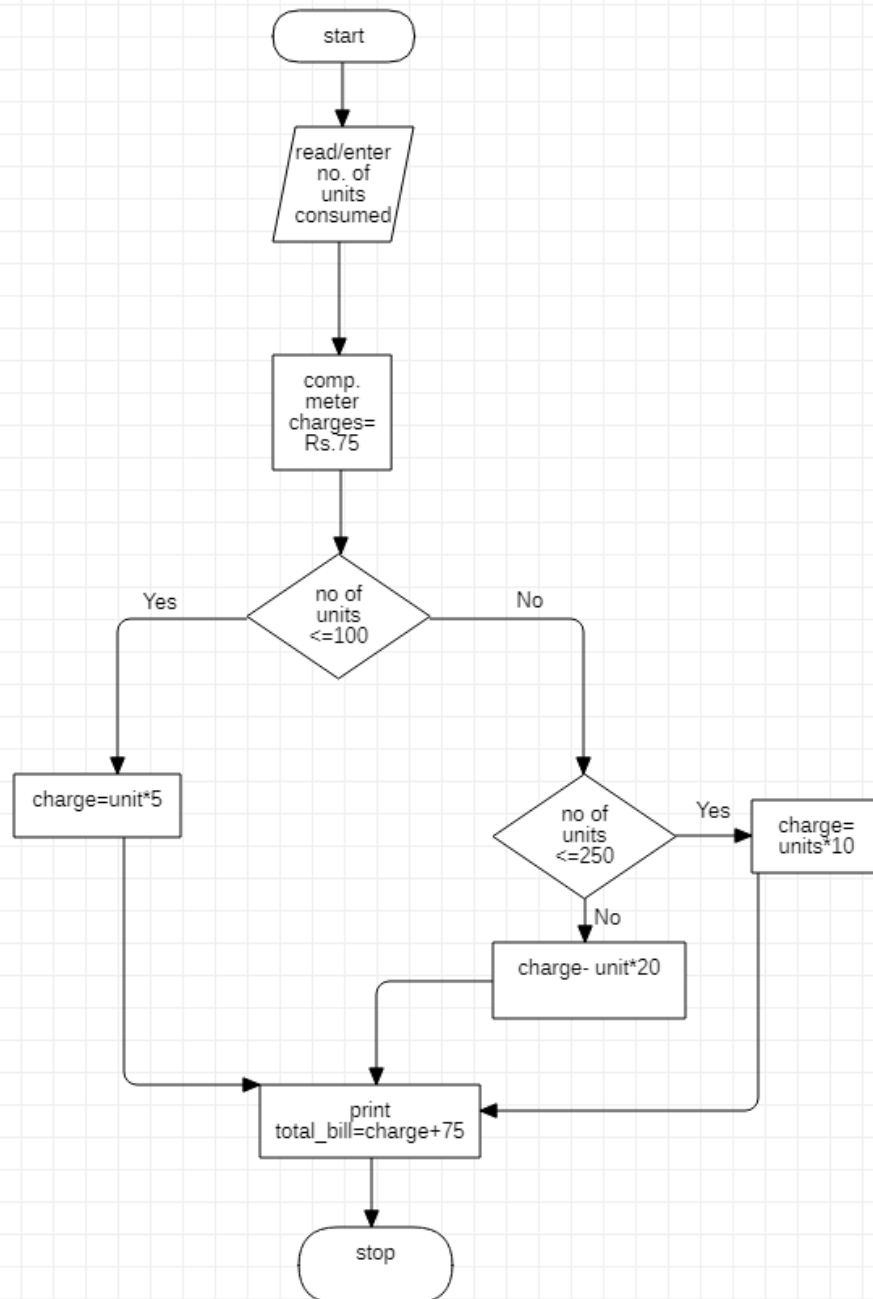 start
read/enter
no. of
units
consumed
comp.
meter
charges=
Rs.75
no of
units
<=100
Yes
No
charge=unit*5
no of
units
<=250
Yes
charge=
units*10
No
charge- unit*20
print
total_bill=charge+75
stop